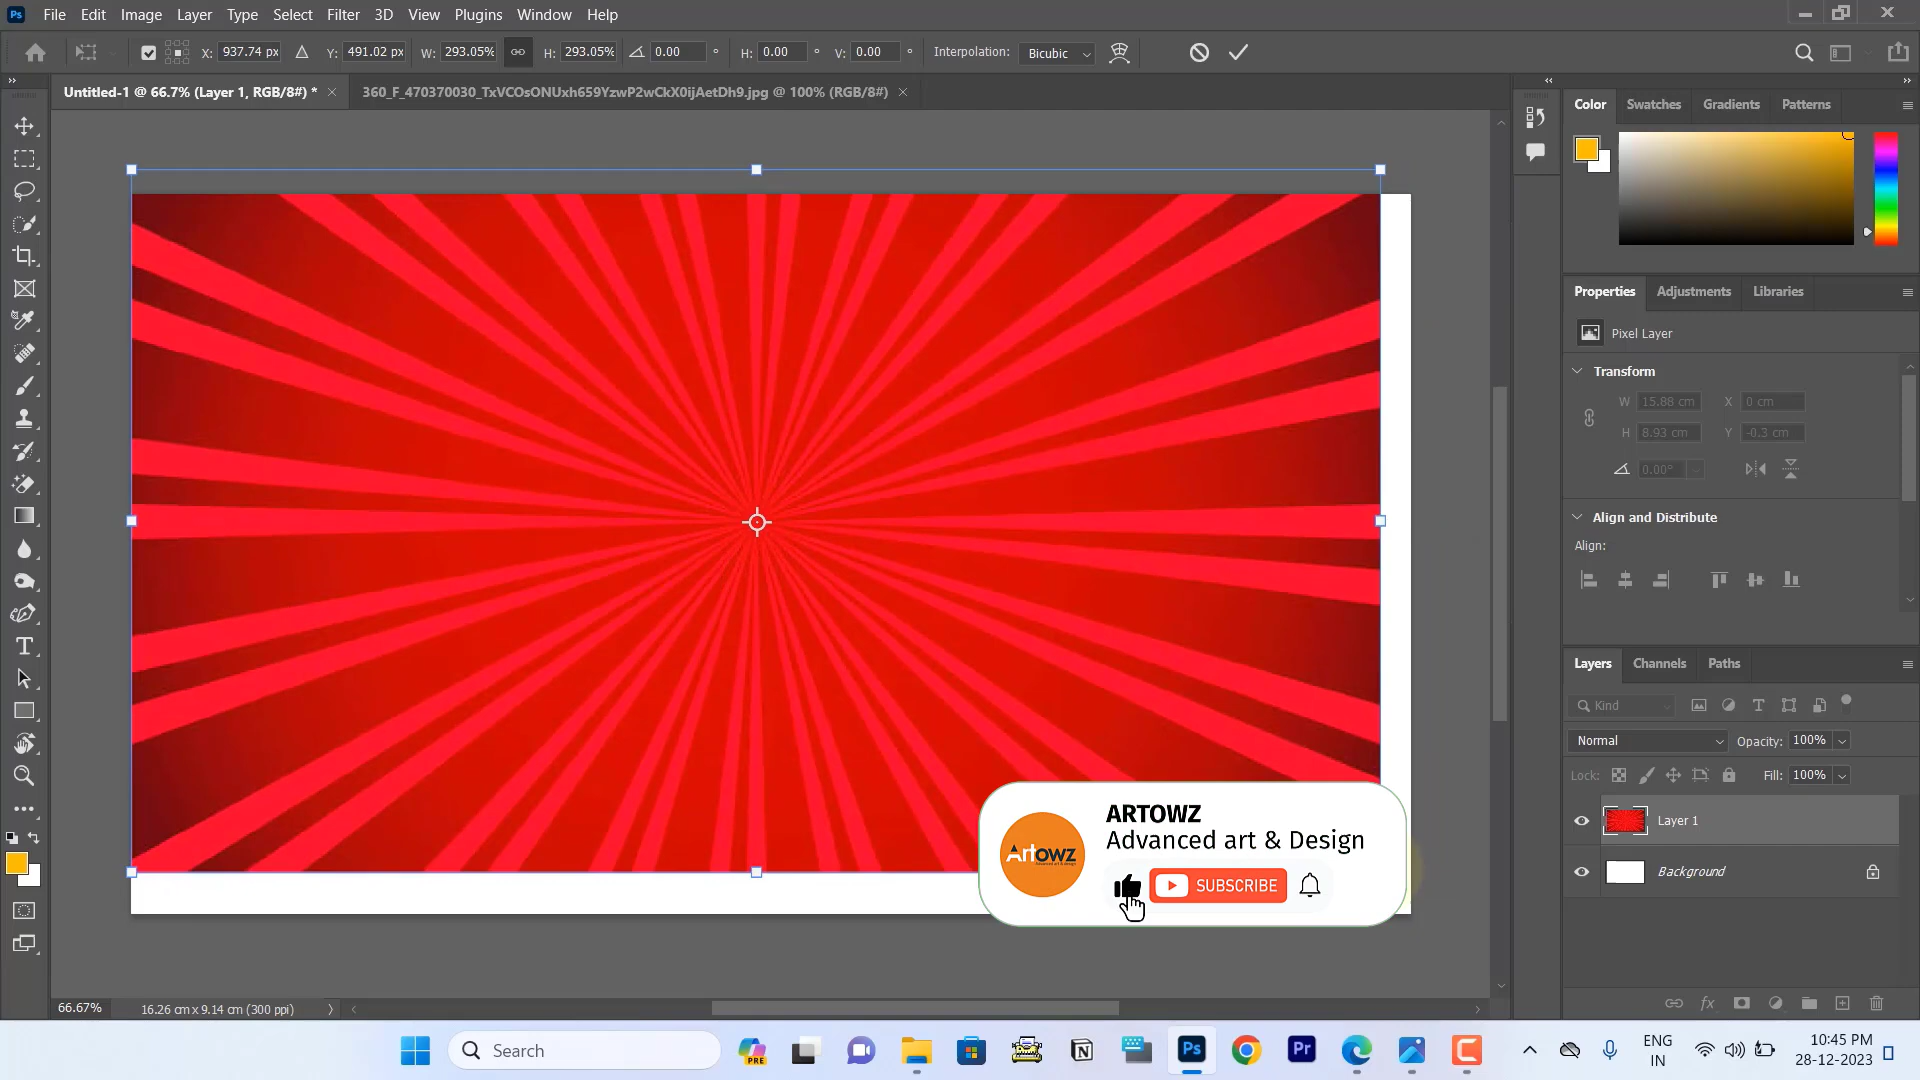 Ps File Edit Image Layer Type Select Filter 3D View Plugins Window Help
X: 937.74 px Y: 491.02 px W: 293.05% H: 293.05% 0.00 ° H: 0.00 ° V: 0.00 ° Interpolation: Bicubic
Untitled-1 @ 66.7% (Layer 1, RGB/8#) * 360_F_470370030_TxVCOsONUxh659YzwP2wCkX0ijAetDh9.jpg @ 100% (RGB/8#)
Color Swatches Gradients Patterns
Properties Adjustments Libraries
Pixel Layer
Transform
W 15.88 cm X 0 cm
H 8.93 cm Y -0.3 cm
0.00°
Align and Distribute
Align:
Layers Channels Paths
Kind
Normal Opacity: 100%
Lock: Fill: 100%
Layer 1
Background
ARTOWZ
Advanced art & Design
Artowz
SUBSCRIBE
66.67% 16.26 cm x 9.14 cm (300 ppi)
Search
PRE
Ps
Pr
ENG
IN
10:45 PM
28-12-2023